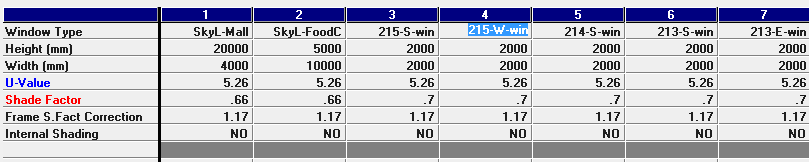 1 2 3 4 5 6 7
Window Type SkyL-Mall SkyL-FoodC 215-S-win 215-W-win 214-S-win 213-S-win 213-E-win
Height (mm) 20000 5000 2000 2000 2000 2000 2000
Width (mm) 4000 10000 2000 2000 2000 2000 2000
U-Value 5.26 5.26 5.26 5.26 5.26 5.26 5.26
Shade Factor .66 .66 .7 .7 .7 .7 .7
Frame S.Fact Correction 1.17 1.17 1.17 1.17 1.17 1.17 1.17
Internal Shading NO NO NO NO NO NO NO